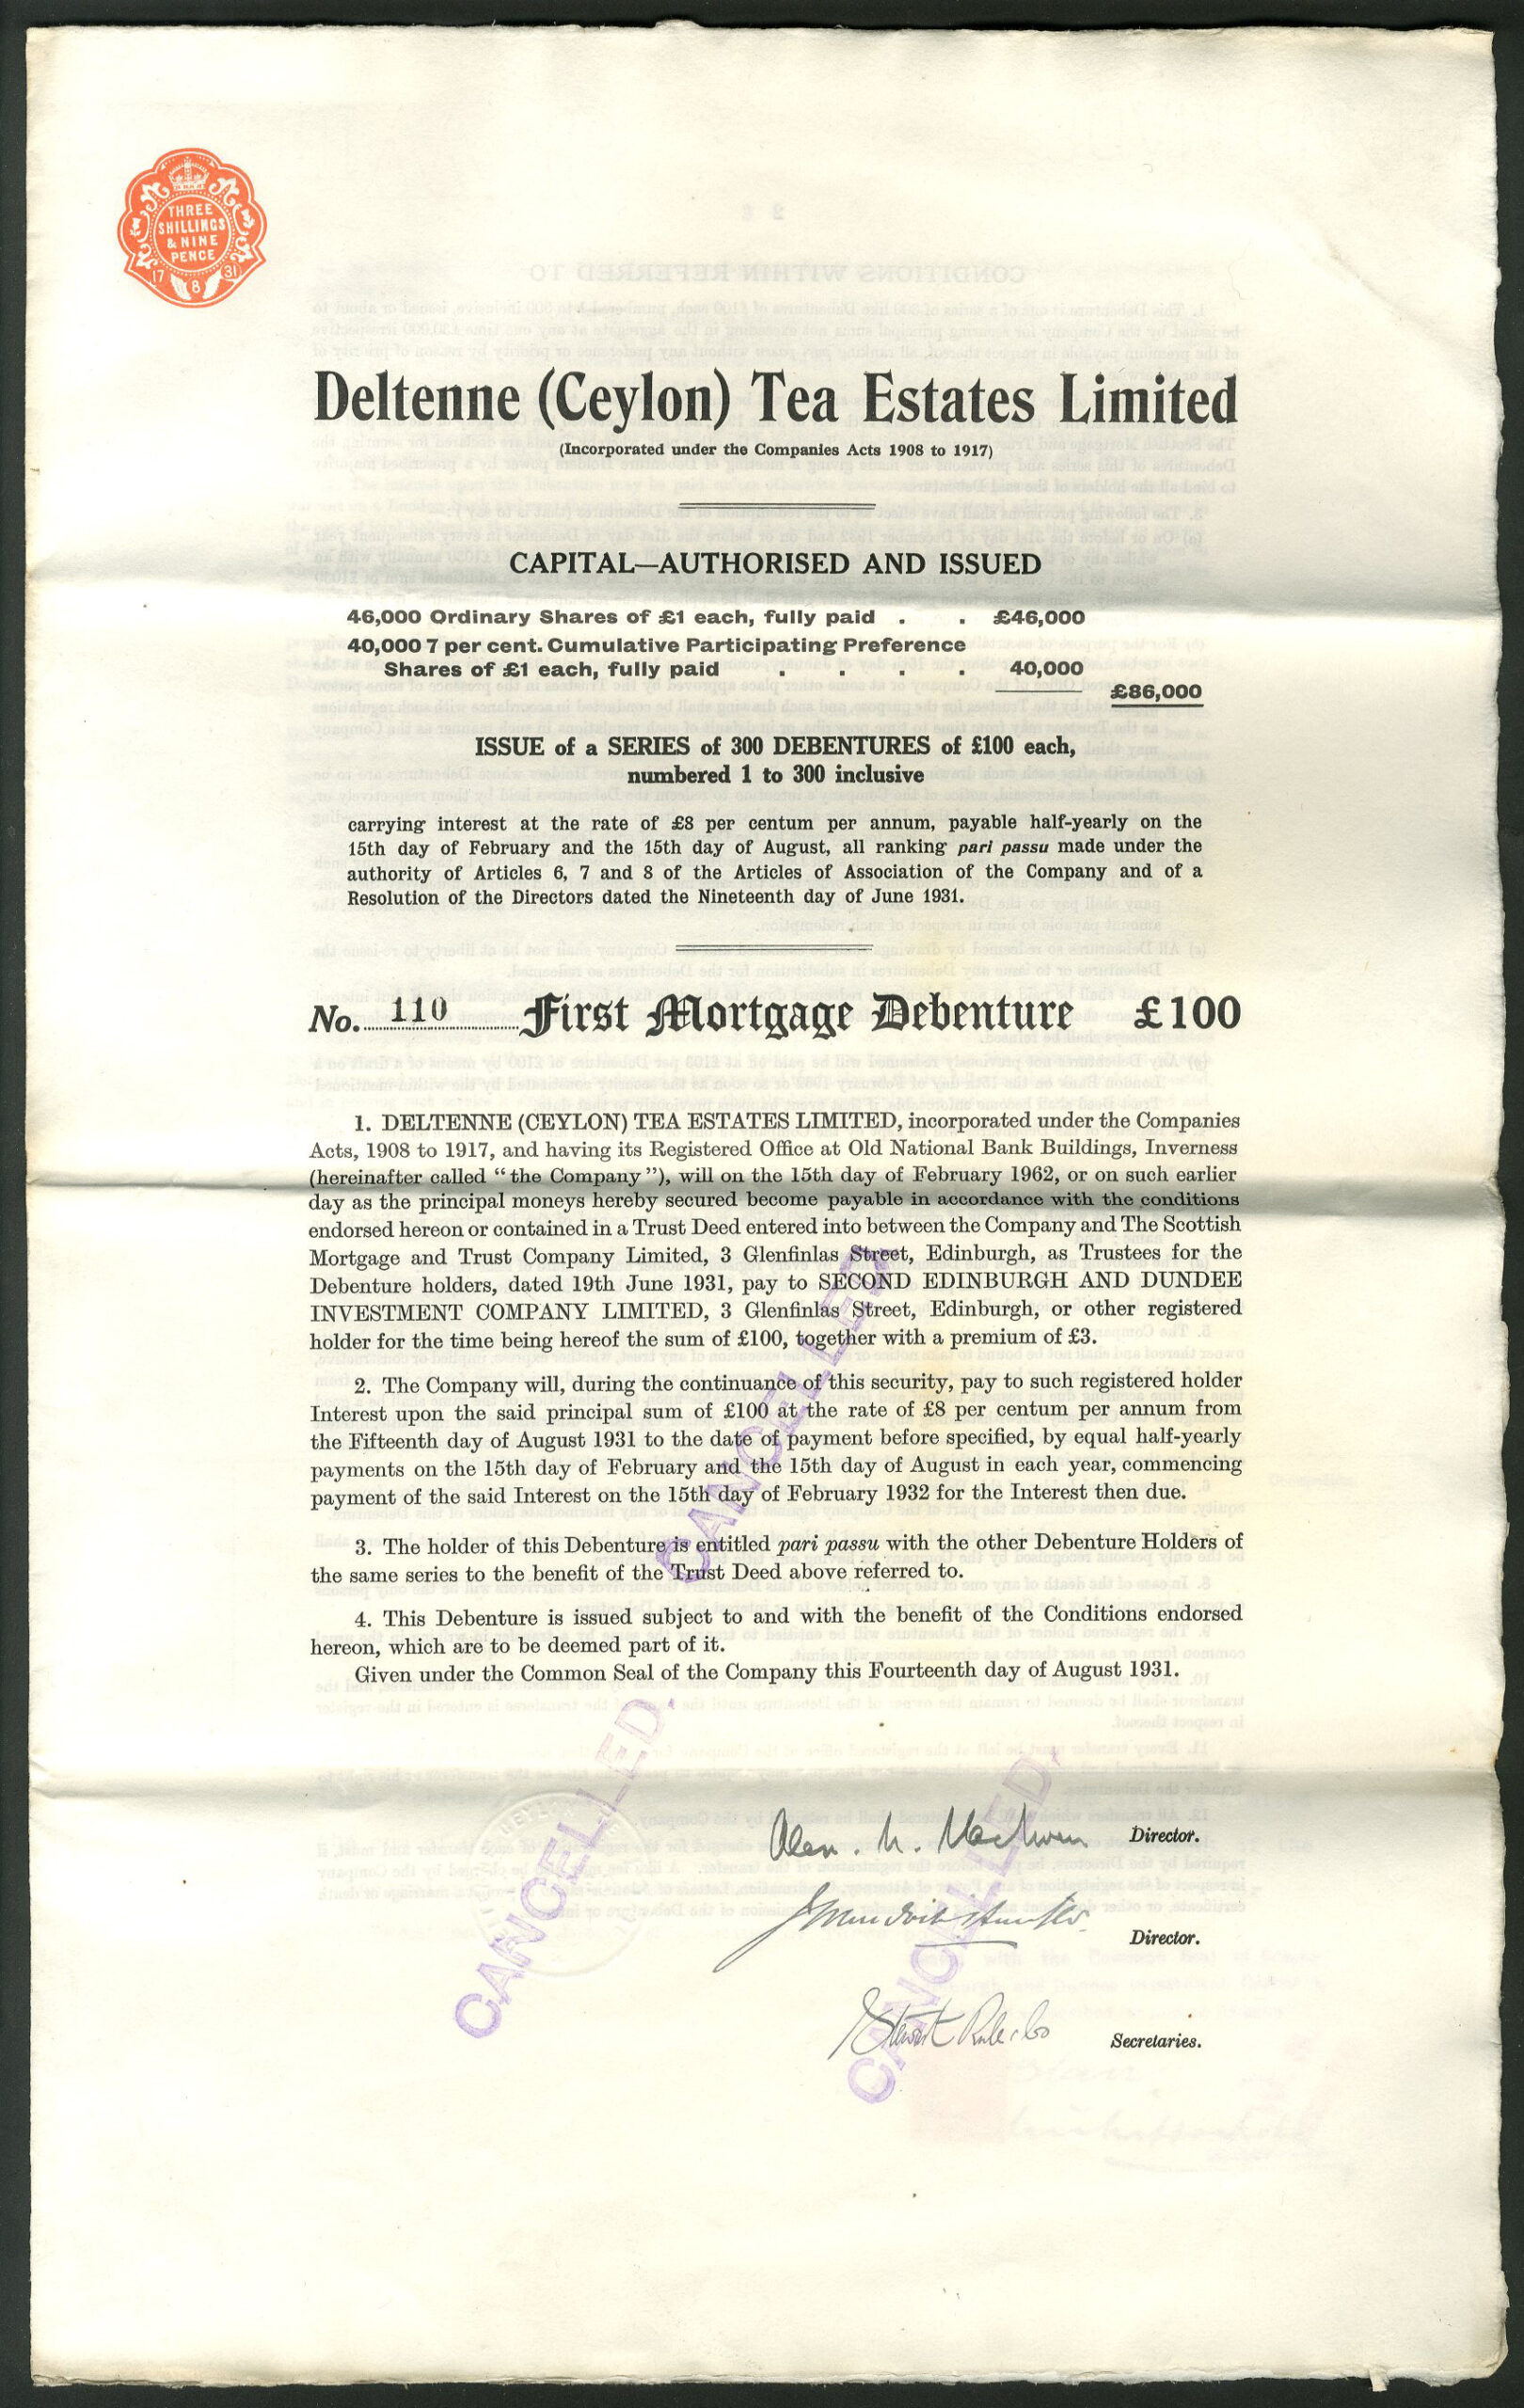 THREE
SHILLINGS
& NINE
PENCE
17 8 31
Deltenne (Ceylon) Tea Estates Limited
(Incorporated under the Companies Acts 1908 to 1917)
CAPITAL—AUTHORISED AND ISSUED
46,000 Ordinary Shares of £1 each, fully paid . . £46,000
40,000 7 per cent. Cumulative Participating Preference
Shares of £1 each, fully paid . . . . 40,000
£86,000
ISSUE of a SERIES of 300 DEBENTURES of £100 each,
numbered 1 to 300 inclusive
carrying interest at the rate of £8 per centum per annum, payable half-yearly on the
15th day of February and the 15th day of August, all ranking pari passu made under the
authority of Articles 6, 7 and 8 of the Articles of Association of the Company and of a
Resolution of the Directors dated the Nineteenth day of June 1931.
No. 110 First Mortgage Debenture £100
1. DELTENNE (CEYLON) TEA ESTATES LIMITED, incorporated under the Companies
Acts, 1908 to 1917, and having its Registered Office at Old National Bank Buildings, Inverness
(hereinafter called "the Company"), will on the 15th day of February 1962, or on such earlier
day as the principal moneys hereby secured become payable in accordance with the conditions
endorsed hereon or contained in a Trust Deed entered into between the Company and The Scottish
Mortgage and Trust Company Limited, 3 Glenfinlas Street, Edinburgh, as Trustees for the
Debenture holders, dated 19th June 1931, pay to SECOND EDINBURGH AND DUNDEE
INVESTMENT COMPANY LIMITED, 3 Glenfinlas Street, Edinburgh, or other registered
holder for the time being hereof the sum of £100, together with a premium of £3.
2. The Company will, during the continuance of this security, pay to such registered holder
Interest upon the said principal sum of £100 at the rate of £8 per centum per annum from
the Fifteenth day of August 1931 to the date of payment before specified, by equal half-yearly
payments on the 15th day of February and the 15th day of August in each year, commencing
payment of the said Interest on the 15th day of February 1932 for the Interest then due.
3. The holder of this Debenture is entitled pari passu with the other Debenture Holders of
the same series to the benefit of the Trust Deed above referred to.
4. This Debenture is issued subject to and with the benefit of the Conditions endorsed
hereon, which are to be deemed part of it.
Given under the Common Seal of the Company this Fourteenth day of August 1931.
CANCELLED.
CANCELLED.
CANCELLED.
Director.
Director.
Secretaries.